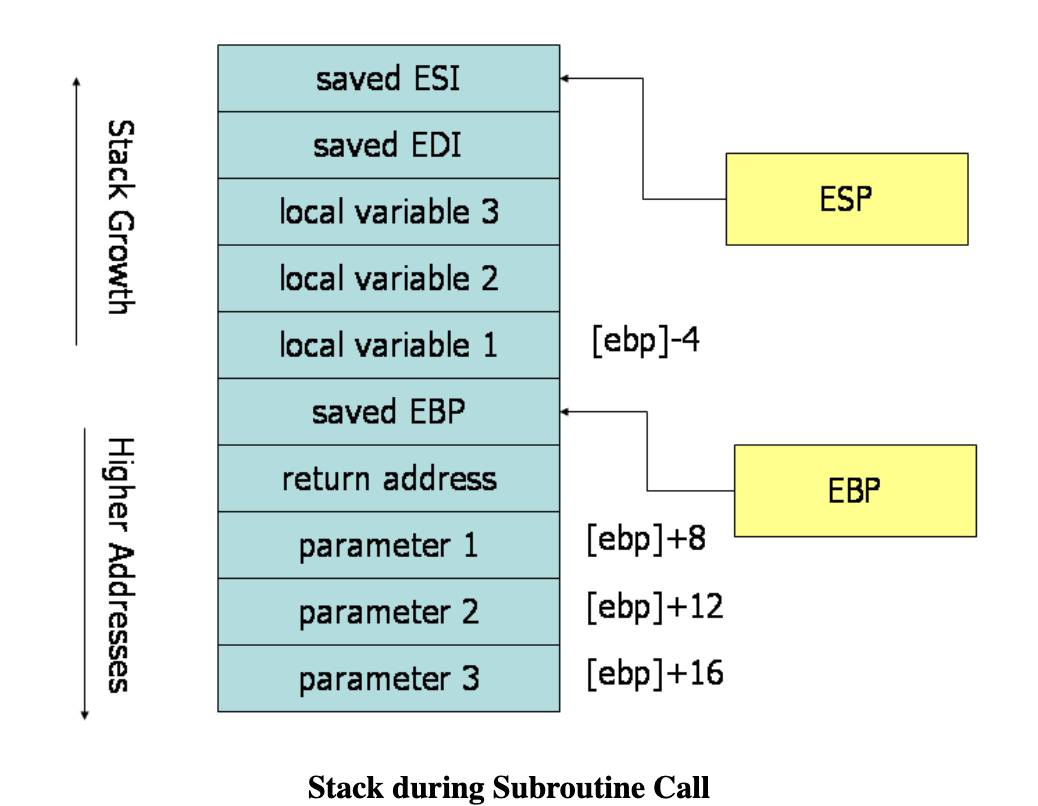 saved ESI
saved EDI
local variable 3
local variable 2
local variable 1
saved EBP
return address
parameter 1
parameter 2
parameter 3
Stack Growth
Higher Addresses
ESP
[ebp]-4
EBP
[ebp]+8
[ebp]+12
[ebp]+16
Stack during Subroutine Call